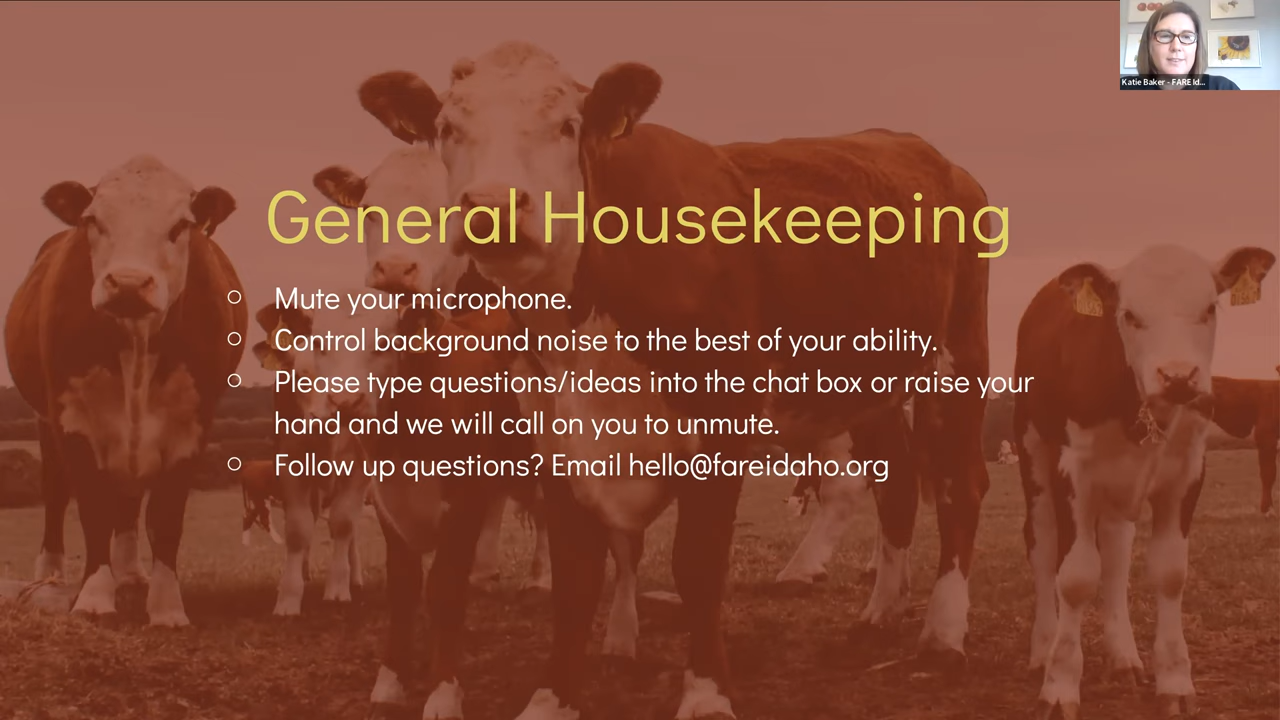 Katie Baker - FARE Id...
General Housekeeping
○ Mute your microphone.
○ Control background noise to the best of your ability.
○ Please type questions/ideas into the chat box or raise your
hand and we will call on you to unmute.
○ Follow up questions? Email hello@fareidaho.org